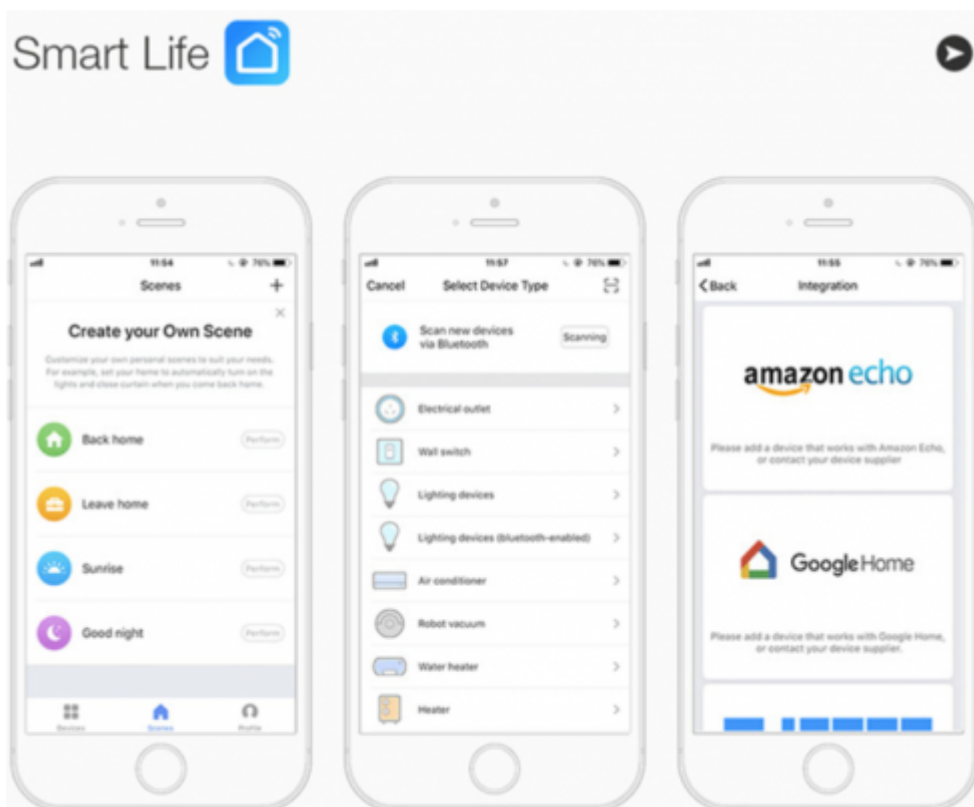 Smart Life
11:54
76%
Scenes
+
Create your Own Scene
Customize your own personal scenes to suit your needs.
For example, set your home to automatically turn on the
lights and close curtain when you come back home.
Back home
Perform
Leave home
Perform
Sunrise
Perform
Good night
Perform
Devices
Scenes
Profile
11:57
76%
Cancel
Select Device Type
Scan new devices
via Bluetooth
Scanning
Electrical outlet
Wall switch
Lighting devices
Lighting devices (bluetooth-enabled)
Air conditioner
Robot vacuum
Water heater
Heater
11:55
76%
Back
Integration
amazon echo
Please add a device that works with Amazon Echo,
or contact your device supplier
Google Home
Please add a device that works with Google Home,
or contact your device supplier.